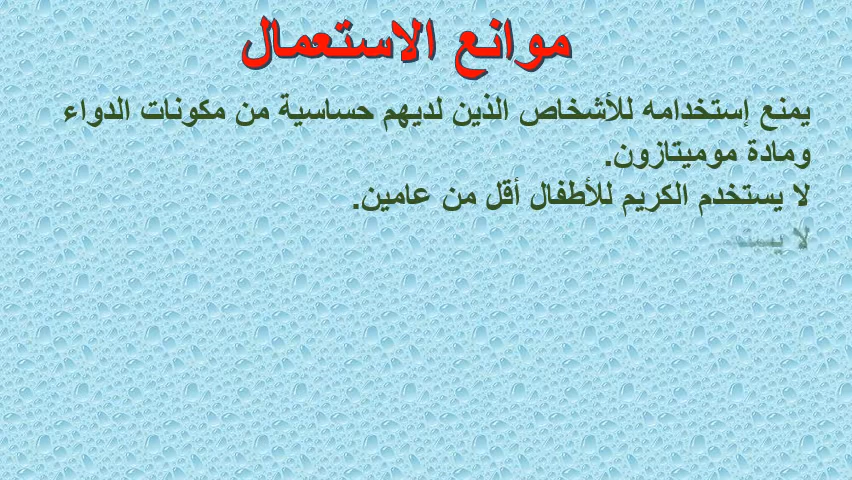 موانع الاستعمال
يمنع إستخدامه للأشخاص الذين لديهم حساسية من مكونات الدواء
ومادة موميتازون.
لا يستخدم الكريم للأطفال أقل من عامين.
لا